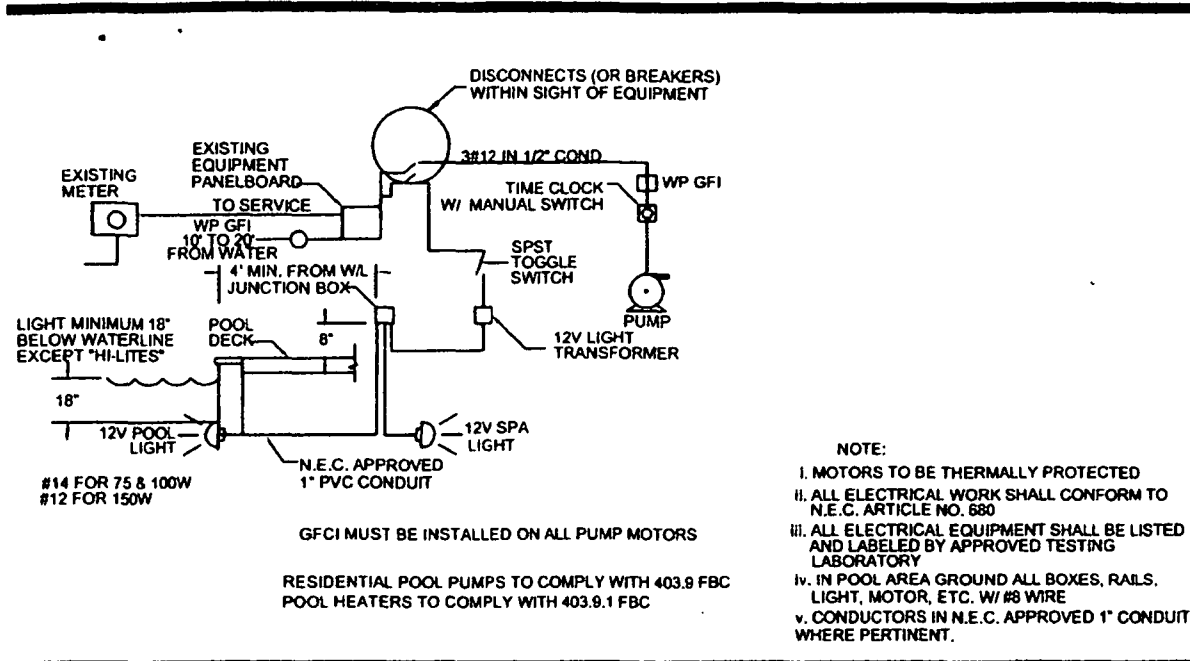 DISCONNECTS (OR BREAKERS)
WITHIN SIGHT OF EQUIPMENT
EXISTING
EQUIPMENT
PANELBOARD
EXISTING
METER
3#12 IN 1/2" COND
WP GFI
TIME CLOCK
W/ MANUAL SWITCH
TO SERVICE
WP GFI
10' TO 20'
FROM WATER
4' MIN. FROM W/L
JUNCTION BOX
SPST
TOGGLE
SWITCH
PUMP
LIGHT MINIMUM 18"
BELOW WATERLINE
EXCEPT "HI-LITES"
POOL
DECK
8"
12V LIGHT
TRANSFORMER
18"
12V POOL
LIGHT
12V SPA
LIGHT
N.E.C. APPROVED
1" PVC CONDUIT
#14 FOR 75 & 100W
#12 FOR 150W
GFCI MUST BE INSTALLED ON ALL PUMP MOTORS
RESIDENTIAL POOL PUMPS TO COMPLY WITH 403.9 FBC
POOL HEATERS TO COMPLY WITH 403.9.1 FBC
NOTE:
i. MOTORS TO BE THERMALLY PROTECTED
ii. ALL ELECTRICAL WORK SHALL CONFORM TO
N.E.C. ARTICLE NO. 680
iii. ALL ELECTRICAL EQUIPMENT SHALL BE LISTED
AND LABELED BY APPROVED TESTING
LABORATORY
iv. IN POOL AREA GROUND ALL BOXES, RAILS,
LIGHT, MOTOR, ETC. W/ #8 WIRE
v. CONDUCTORS IN N.E.C. APPROVED 1" CONDUIT
WHERE PERTINENT.